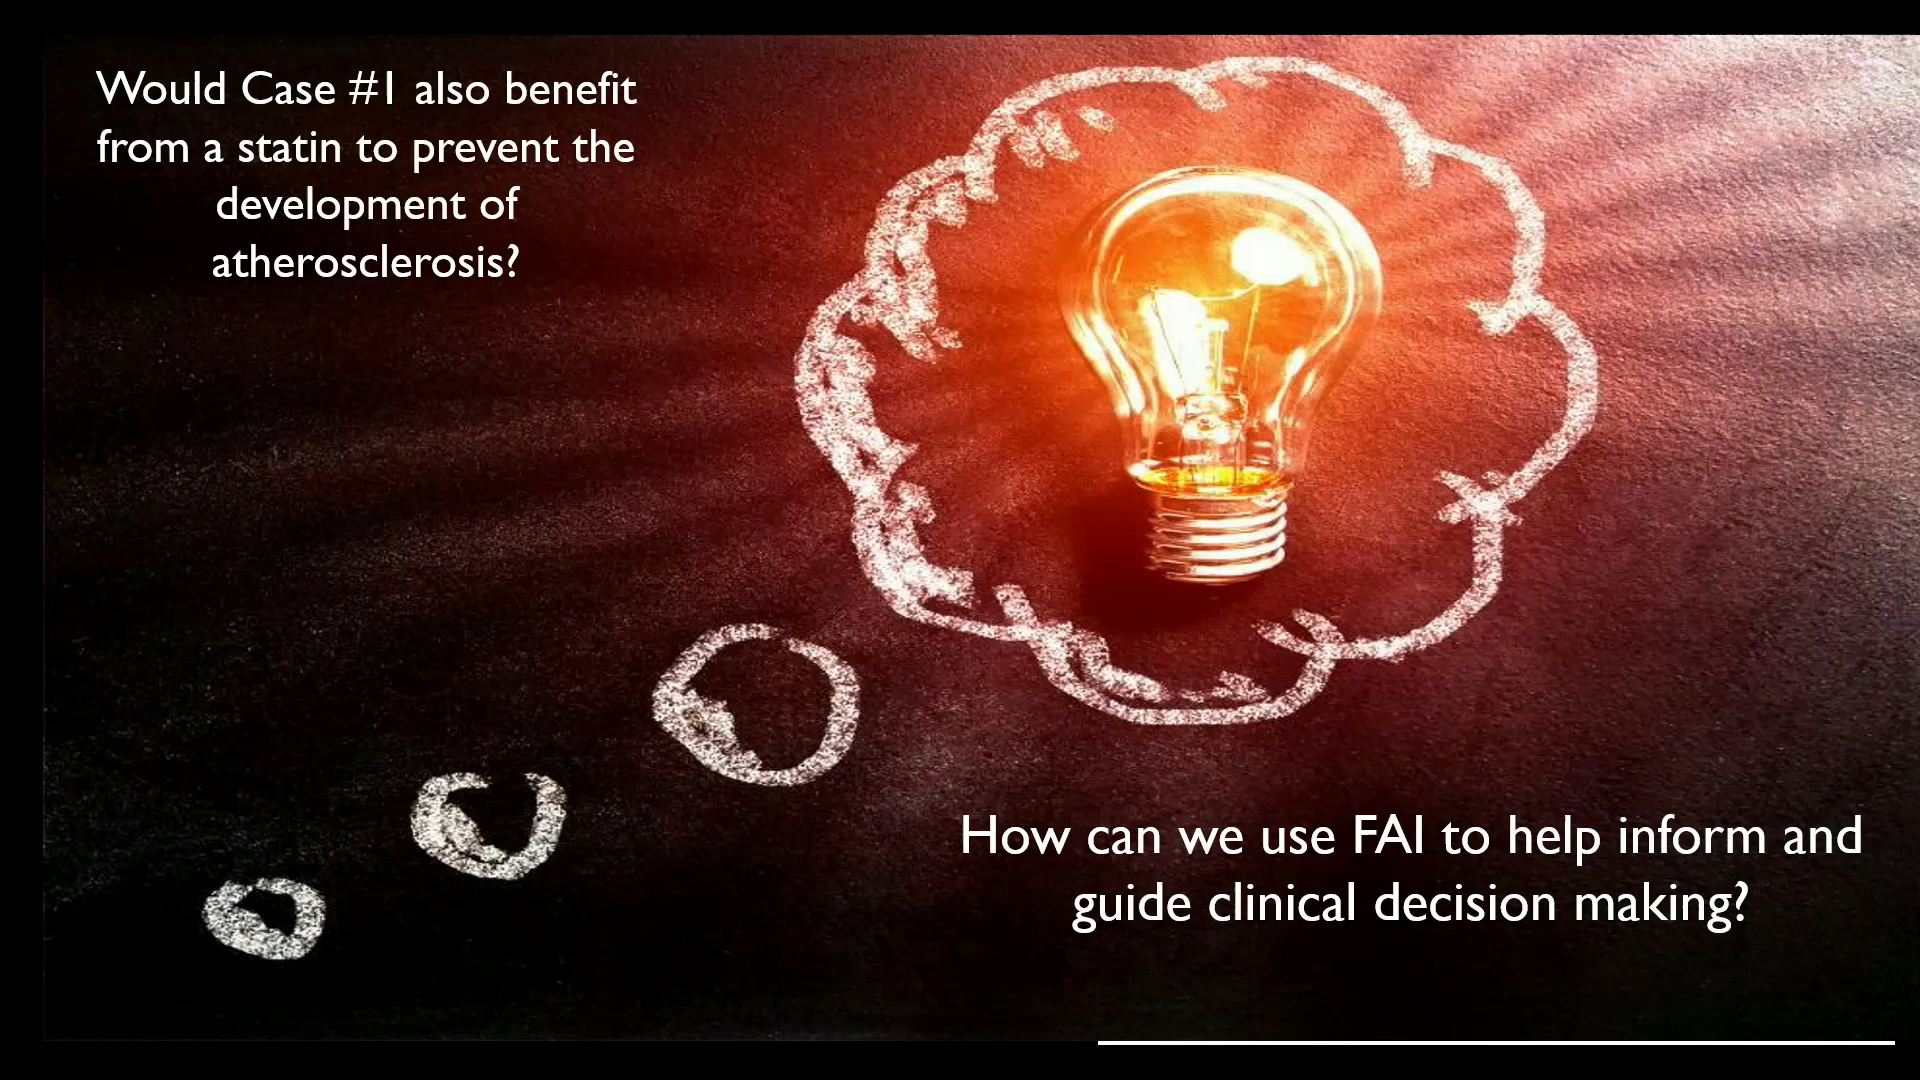 Would Case #1 also benefit
from a statin to prevent the
development of
atherosclerosis?
How can we use FAI to help inform and
guide clinical decision making?